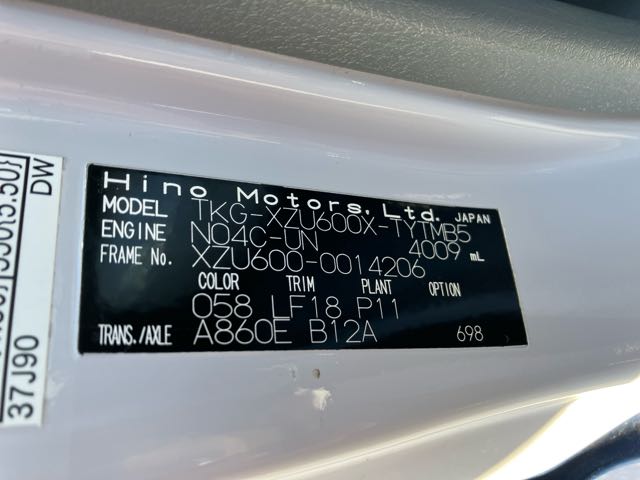 Hino Motors, Ltd. JAPAN
MODEL TKG-XZU600X-TYTMB5
ENGINE N04C-UN 4009 mL
FRAME No. XZU600-0014206
COLOR TRIM PLANT OPTION
058 LF18 P11
TRANS./AXLE A860E B12A 698
DW
37J90